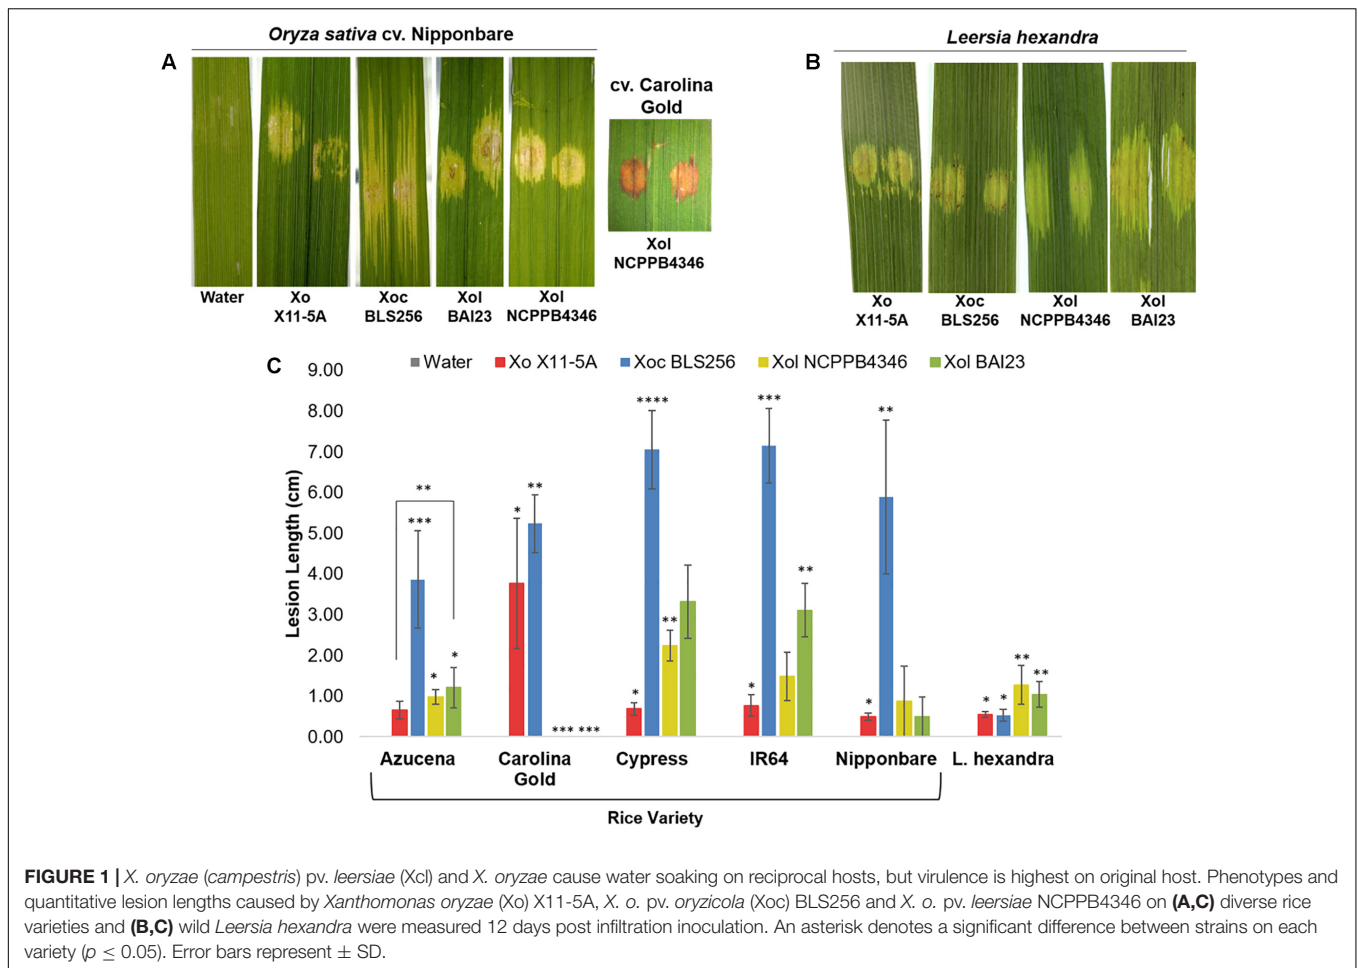 Oryza sativa cv. Nipponbare
A
cv. Carolina
Gold
Water
Xo
X11-5A
Xoc
BLS256
Xol
BAI23
Xol
NCPPB4346
Xol
NCPPB4346
Leersia hexandra
B
Xo
X11-5A
Xoc
BLS256
Xol
NCPPB4346
Xol
BAI23
C
Water Xo X11-5A Xoc BLS256 Xol NCPPB4346 Xol BAI23
Lesion Length (cm)
9.00
8.00
7.00
6.00
5.00
4.00
3.00
2.00
1.00
0.00
**
***
*
*
*
**
*** ***
****
*
**
***
*
**
**
*
*
*
**
**
Azucena
Carolina
Gold
Cypress
IR64
Nipponbare
L. hexandra
Rice Variety
FIGURE 1 | X. oryzae (campestris) pv. leersiae (Xcl) and X. oryzae cause water soaking on reciprocal hosts, but virulence is highest on original host. Phenotypes and
quantitative lesion lengths caused by Xanthomonas oryzae (Xo) X11-5A, X. o. pv. oryzicola (Xoc) BLS256 and X. o. pv. leersiae NCPPB4346 on (A,C) diverse rice
varieties and (B,C) wild Leersia hexandra were measured 12 days post infiltration inoculation. An asterisk denotes a significant difference between strains on each
variety (p ≤ 0.05). Error bars represent ± SD.